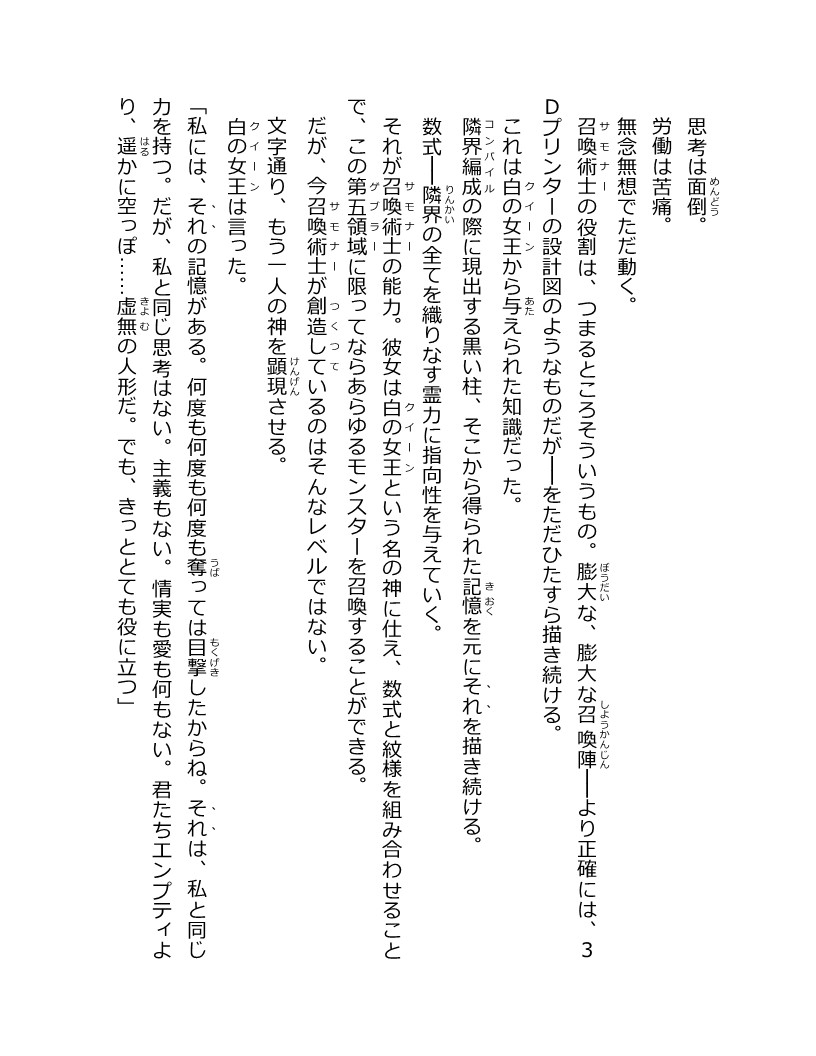 思考は面倒。
労働は苦痛。
無念無想でただ動く。
召喚術士の役割は、つまるところそういうもの。膨大な、膨大な召喚陣――より正確には、3
Dプリンターの設計図のようなものだが――をただひたすら描き続ける。
これは白の女王から与えられた知識だった。
隣界編成の際に現出する黒い柱、そこから得られた記憶を元にそれを描き続ける。
数式――隣界の全てを織りなす霊力に指向性を与えていく。
それが召喚術士の能力。彼女は白の女王という名の神に仕え、数式と紋様を組み合わせること
で、この第五領域に限ってならあらゆるモンスターを召喚することができる。
だが、今召喚術士が創造しているのはそんなレベルではない。
文字通り、もう一人の神を顕現させる。
白の女王は言った。
「私には、それの記憶がある。何度も何度も何度も奪っては目撃したからね。それは、私と同じ
力を持つ。だが、私と同じ思考はない。主義もない。情実も愛も何もない。君たちエンプティよ
り、遥かに空っぽ……虚無の人形だ。でも、きっととても役に立つ」